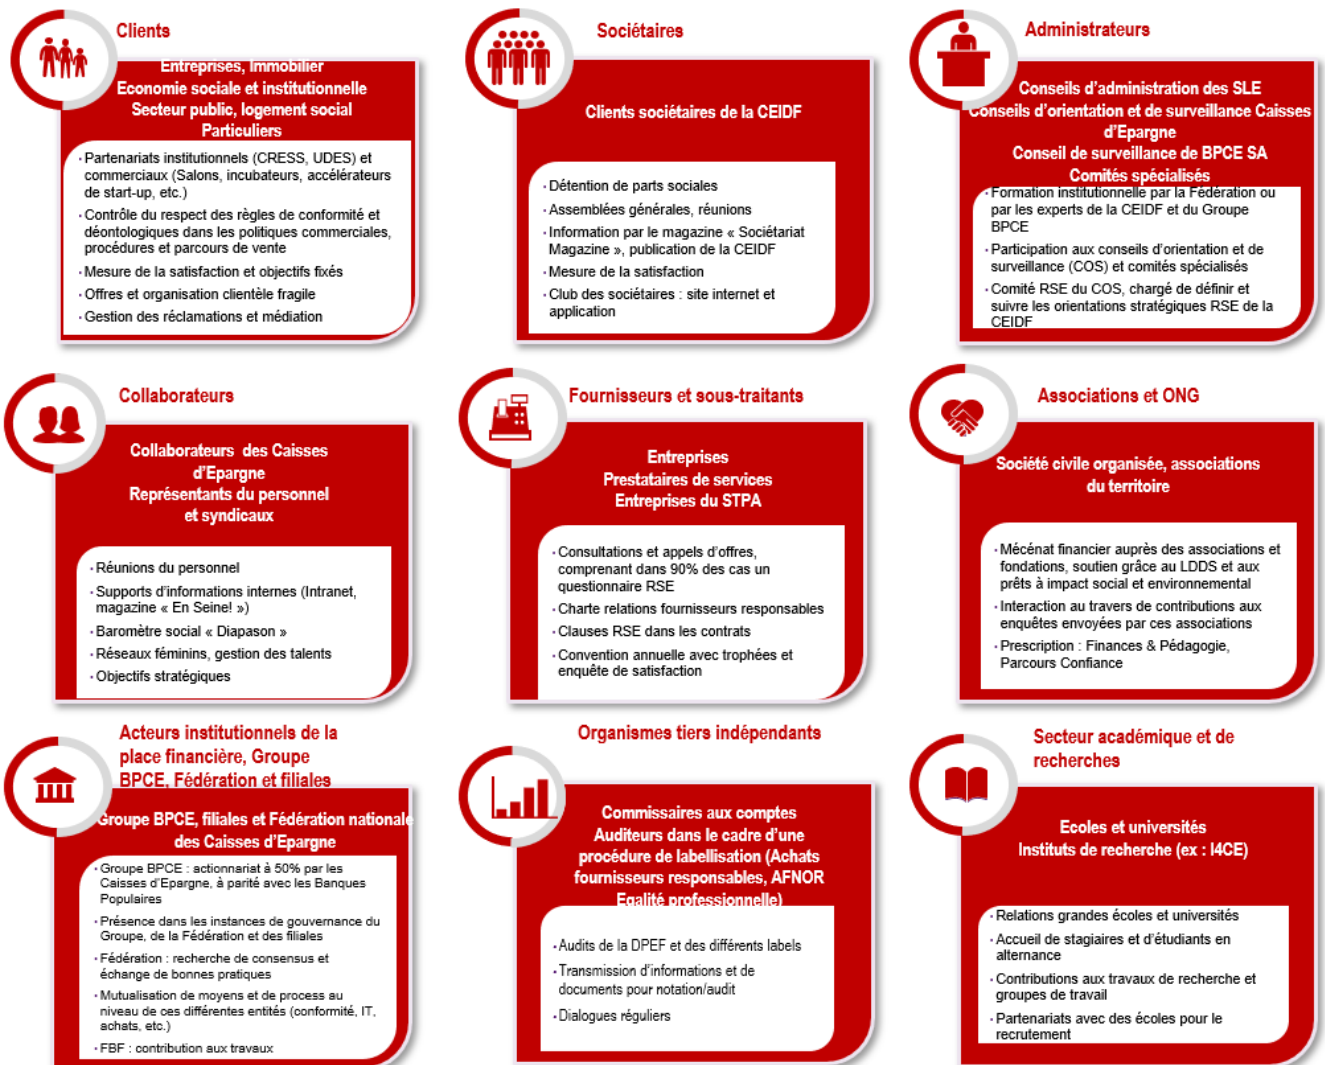 Clients
Entreprises, Immobilier
Economie sociale et institutionnelle
Secteur public, logement social
Particuliers
· Partenariats institutionnels (CRESS, UDES) et
commerciaux (Salons, incubateurs, accélérateurs
de start-up, etc.)
· Contrôle du respect des règles de conformité et
déontologiques dans les politiques commerciales,
procédures et parcours de vente
· Mesure de la satisfaction et objectifs fixés
· Offres et organisation clientèle fragile
· Gestion des réclamations et médiation
Sociétaires
Clients sociétaires de la CEIDF
· Détention de parts sociales
· Assemblées générales, réunions
· Information par le magazine « Sociétariat
Magazine », publication de la CEIDF
· Mesure de la satisfaction
· Club des sociétaires : site internet et
application
Administrateurs
Conseils d'administration des SLE
Conseils d'orientation et de surveillance Caisses
d'Epargne
Conseil de surveillance de BPCE SA
Comités spécialisés
· Formation institutionnelle par la Fédération ou
par les experts de la CEIDF et du Groupe
BPCE
· Participation aux conseils d'orientation et de
surveillance (COS) et comités spécialisés
· Comité RSE du COS, chargé de définir et
suivre les orientations stratégiques RSE de la
CEIDF
Collaborateurs
Collaborateurs des Caisses
d'Epargne
Représentants du personnel
et syndicaux
· Réunions du personnel
· Supports d'informations internes (Intranet,
magazine « En Seine! »)
· Baromètre social « Diapason »
· Réseaux féminins, gestion des talents
· Objectifs stratégiques
Fournisseurs et sous-traitants
Entreprises
Prestataires de services
Entreprises du STPA
· Consultations et appels d'offres,
comprenant dans 90% des cas un
questionnaire RSE
· Charte relations fournisseurs responsables
· Clauses RSE dans les contrats
· Convention annuelle avec trophées et
enquête de satisfaction
Associations et ONG
Société civile organisée, associations
du territoire
· Mécénat financier auprès des associations et
fondations, soutien grâce au LDDS et aux
prêts à impact social et environnemental
· Interaction au travers de contributions aux
enquêtes envoyées par ces associations
· Prescription : Finances & Pédagogie,
Parcours Confiance
Acteurs institutionnels de la
place financière, Groupe
BPCE, Fédération et filiales
Groupe BPCE, filiales et Fédération nationale
des Caisses d'Epargne
· Groupe BPCE : actionnariat à 50% par les
Caisses d'Epargne, à parité avec les Banques
Populaires
· Présence dans les instances de gouvernance du
Groupe, de la Fédération et des filiales
· Fédération : recherche de consensus et
échange de bonnes pratiques
· Mutualisation de moyens et de process au
niveau de ces différentes entités (conformité, IT,
achats, etc.)
· FBF : contribution aux travaux
Organismes tiers indépendants
Commissaires aux comptes
Auditeurs dans le cadre d'une
procédure de labellisation (Achats
fournisseurs responsables, AFNOR
Egalité professionnelle)
· Audits de la DPEF et des différents labels
· Transmission d'informations et de
documents pour notation/audit
· Dialogues réguliers
Secteur académique et de
recherches
Ecoles et universités
Instituts de recherche (ex : I4CE)
· Relations grandes écoles et universités
· Accueil de stagiaires et d'étudiants en
alternance
· Contributions aux travaux de recherche et
groupes de travail
· Partenariats avec des écoles pour le
recrutement